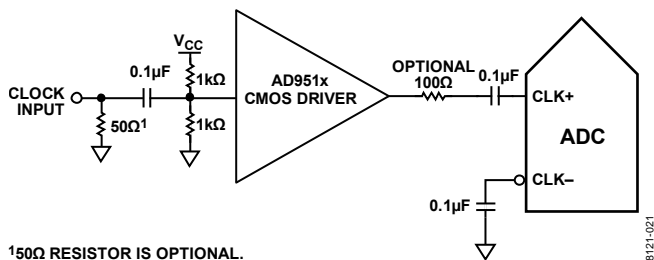 VCC
0.1µF
1kΩ
CLOCK
INPUT
50Ω1
1kΩ
AD951x
CMOS DRIVER
OPTIONAL
100Ω
0.1µF
CLK+
ADC
CLK–
0.1µF
150Ω RESISTOR IS OPTIONAL.
8121-021